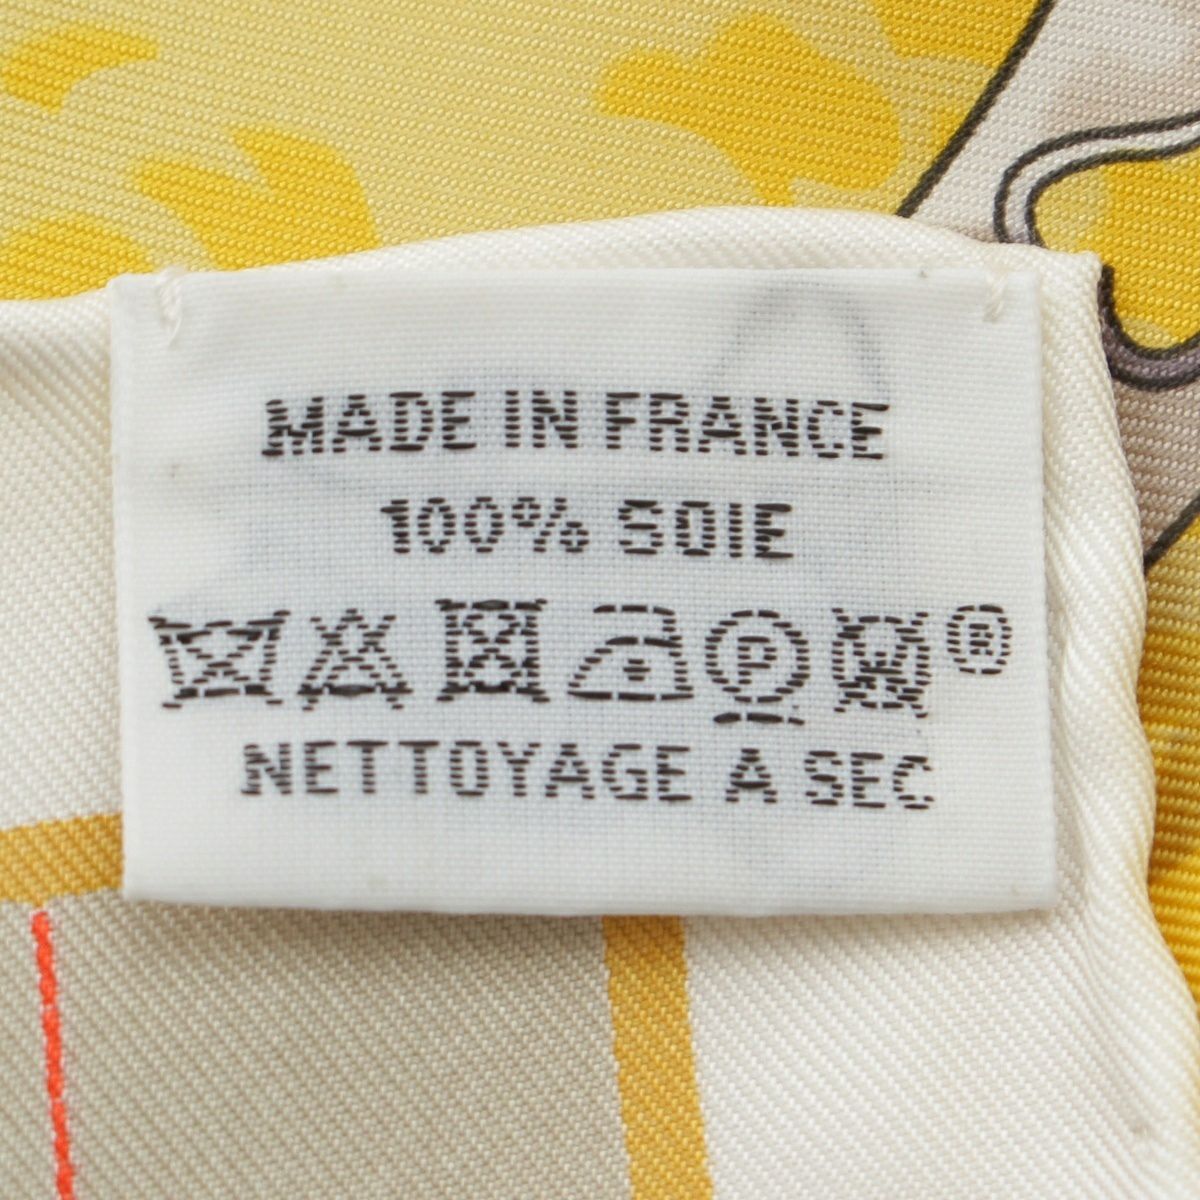 MADE IN FRANCE
100% SOIE
P W ®
NETTOYAGE A SEC